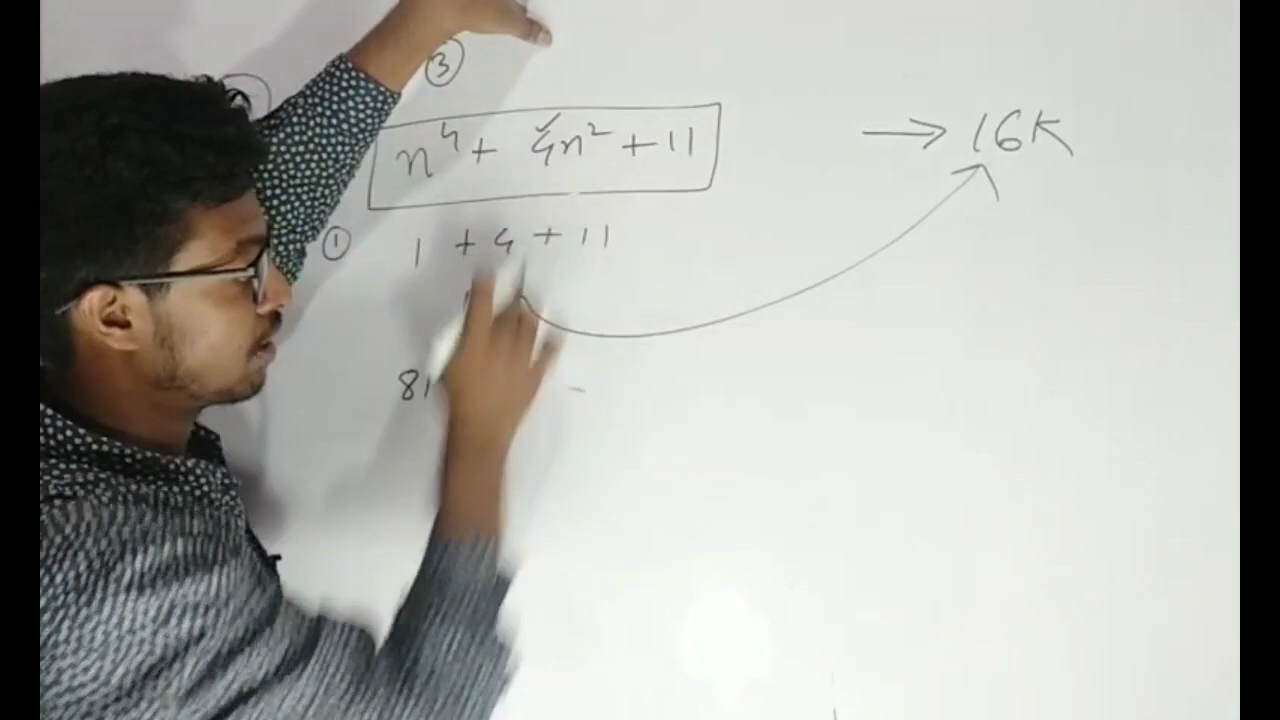 ③
n⁴ + 4n² + 11 → 16K
① 1 + 4 + 11
81